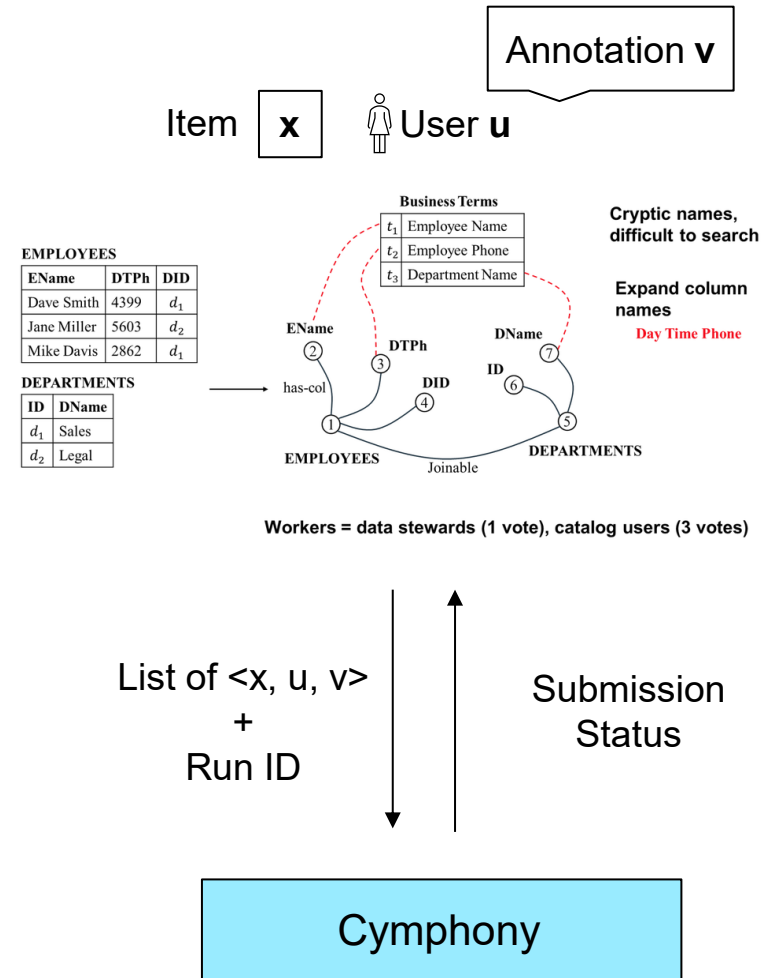 Annotation v
Item x User u
Business Terms
t1 Employee Name
t2 Employee Phone
t3 Department Name
Cryptic names,
difficult to search
Expand column
names
Day Time Phone
EMPLOYEES
EName DTPh DID
Dave Smith 4399 d1
Jane Miller 5603 d2
Mike Davis 2862 d1
DEPARTMENTS
ID DName
d1 Sales
d2 Legal
EName
2
DTPh
3
DID
4
has-col
1
EMPLOYEES
Joinable
DName
7
ID
6
5
DEPARTMENTS
Workers = data stewards (1 vote), catalog users (3 votes)
List of <x, u, v>
+
Run ID
Submission
Status
Cymphony